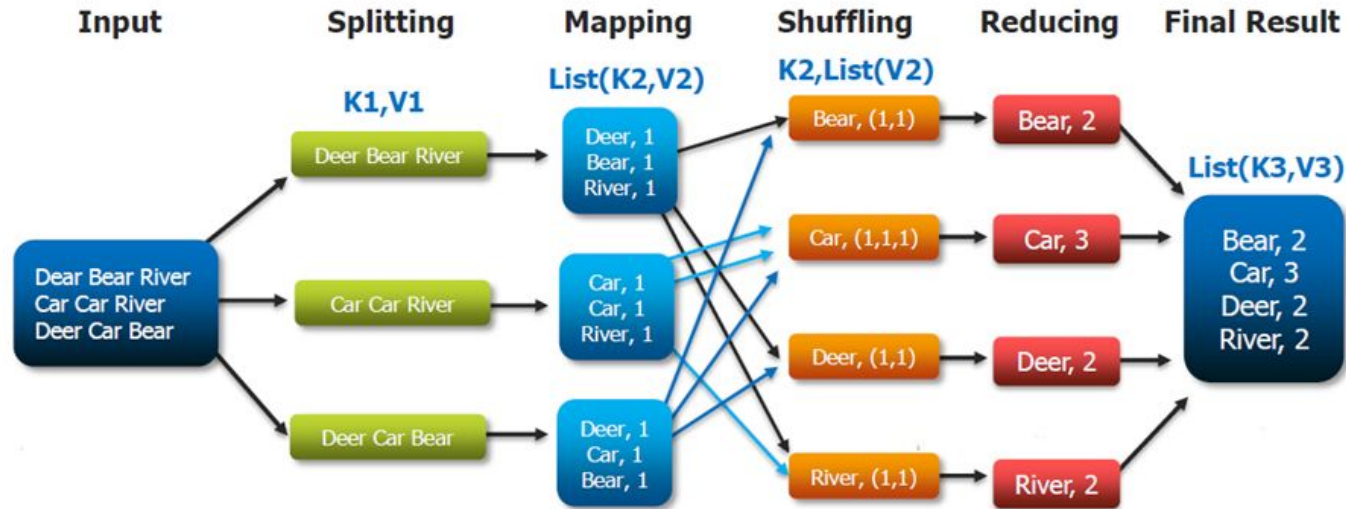 Input
Splitting
Mapping
Shuffling
Reducing
Final Result
K1,V1
List(K2,V2)
K2,List(V2)
List(K3,V3)
Dear Bear River
Car Car River
Deer Car Bear
Deer Bear River
Car Car River
Deer Car Bear
Deer, 1
Bear, 1
River, 1
Car, 1
Car, 1
River, 1
Deer, 1
Car, 1
Bear, 1
Bear, (1,1)
Car, (1,1,1)
Deer, (1,1)
River, (1,1)
Bear, 2
Car, 3
Deer, 2
River, 2
Bear, 2
Car, 3
Deer, 2
River, 2